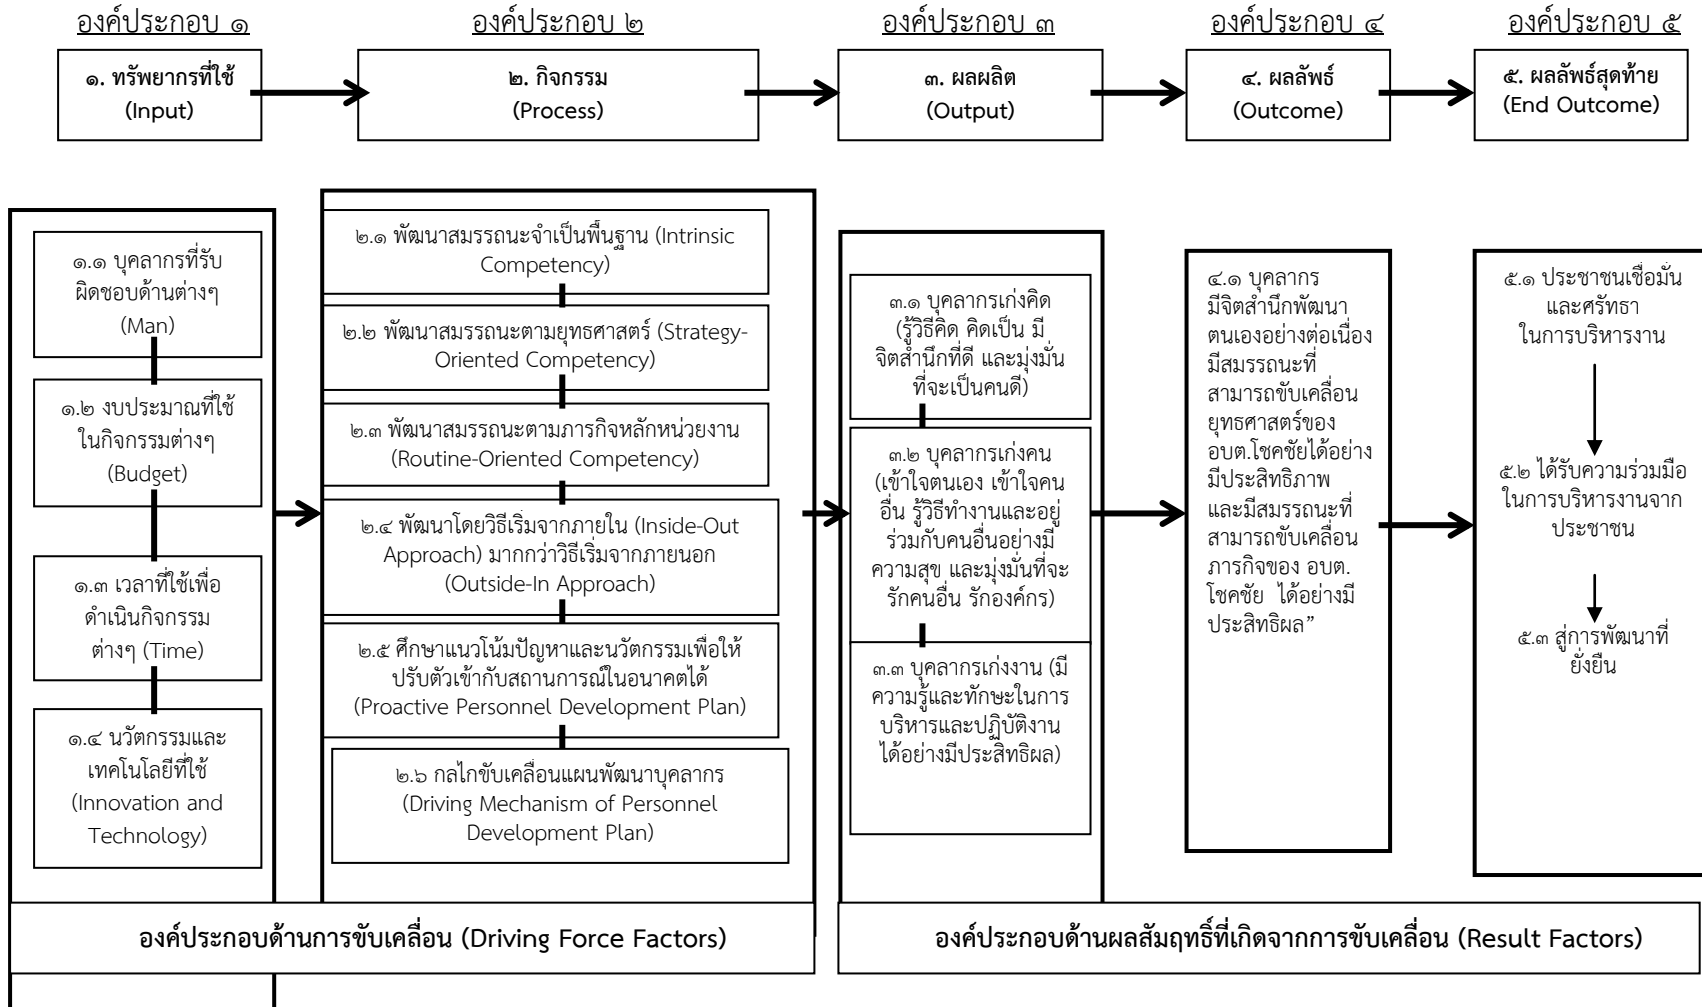 องค์ประกอบ ๑
องค์ประกอบ ๒
องค์ประกอบ ๓
องค์ประกอบ ๔
องค์ประกอบ ๕
๑. ทรัพยากรที่ใช้
(Input)
๒. กิจกรรม
(Process)
๓. ผลผลิต
(Output)
๔. ผลลัพธ์
(Outcome)
๕. ผลลัพธ์สุดท้าย
(End Outcome)
๑.๑ บุคลากรที่รับ
ผิดชอบด้านต่างๆ
(Man)
๑.๒ งบประมาณที่ใช้
ในกิจกรรมต่างๆ
(Budget)
๑.๓ เวลาที่ใช้เพื่อ
ดำเนินกิจกรรม
ต่างๆ (Time)
๑.๔ นวัตกรรมและ
เทคโนโลยีที่ใช้
(Innovation and
Technology)
๒.๑ พัฒนาสมรรถนะจำเป็นพื้นฐาน (Intrinsic
Competency)
๒.๒ พัฒนาสมรรถนะตามยุทธศาสตร์ (Strategy-
Oriented Competency)
๒.๓ พัฒนาสมรรถนะตามภารกิจหลักหน่วยงาน
(Routine-Oriented Competency)
๒.๔ พัฒนาโดยวิธีเริ่มจากภายใน (Inside-Out
Approach) มากกว่าวิธีเริ่มจากภายนอก
(Outside-In Approach)
๒.๕ ศึกษาแนวโน้มปัญหาและนวัตกรรมเพื่อให้
ปรับตัวเข้ากับสถานการณ์ในอนาคตได้
(Proactive Personnel Development Plan)
๒.๖ กลไกขับเคลื่อนแผนพัฒนาบุคลากร
(Driving Mechanism of Personnel
Development Plan)
๓.๑ บุคลากรเก่งคิด
(รู้วิธีคิด คิดเป็น มี
จิตสำนึกที่ดี และมุ่งมั่น
ที่จะเป็นคนดี)
๓.๒ บุคลากรเก่งคน
(เข้าใจตนเอง เข้าใจคน
อื่น รู้วิธีทำงานและอยู่
ร่วมกับคนอื่นอย่างมี
ความสุข และมุ่งมั่นที่จะ
รักคนอื่น รักองค์กร)
๓.๓ บุคลากรเก่งงาน (มี
ความรู้และทักษะในการ
บริหารและปฏิบัติงาน
ได้อย่างมีประสิทธิผล)
๔.๑ บุคลากร
มีจิตสำนึกพัฒนา
ตนเองอย่างต่อเนื่อง
มีสมรรถนะที่
สามารถขับเคลื่อน
ยุทธศาสตร์ของ
อบต.โชคชัยได้อย่าง
มีประสิทธิภาพ
และมีสมรรถนะที่
สามารถขับเคลื่อน
ภารกิจของ อบต.
โชคชัย ได้อย่างมี
ประสิทธิผล”
๕.๑ ประชาชนเชื่อมั่น
และศรัทธา
ในการบริหารงาน
๕.๒ ได้รับความร่วมมือ
ในการบริหารงานจาก
ประชาชน
๕.๓ สู่การพัฒนาที่
ยั่งยืน
องค์ประกอบด้านการขับเคลื่อน (Driving Force Factors)
องค์ประกอบด้านผลสัมฤทธิ์ที่เกิดจากการขับเคลื่อน (Result Factors)